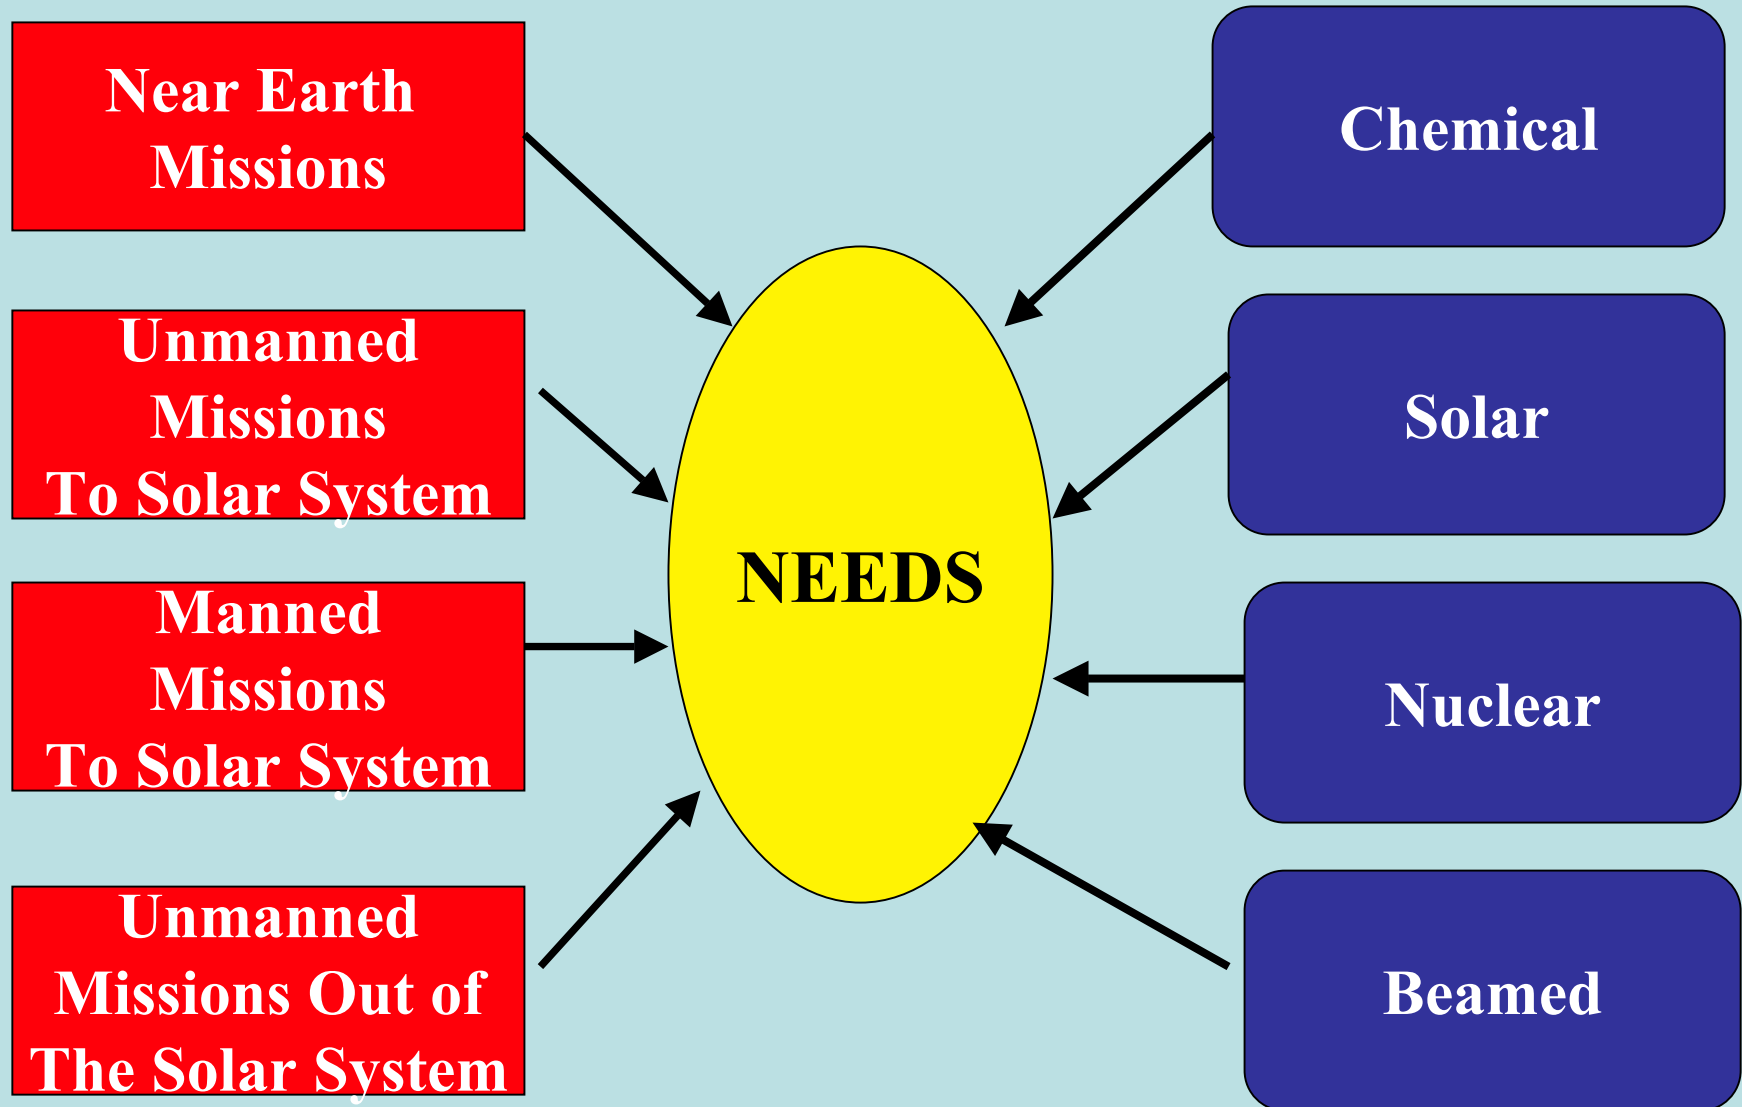 Near Earth
Missions
Unmanned
Missions
To Solar System
Manned
Missions
To Solar System
Unmanned
Missions Out of
The Solar System
NEEDS
Chemical
Solar
Nuclear
Beamed